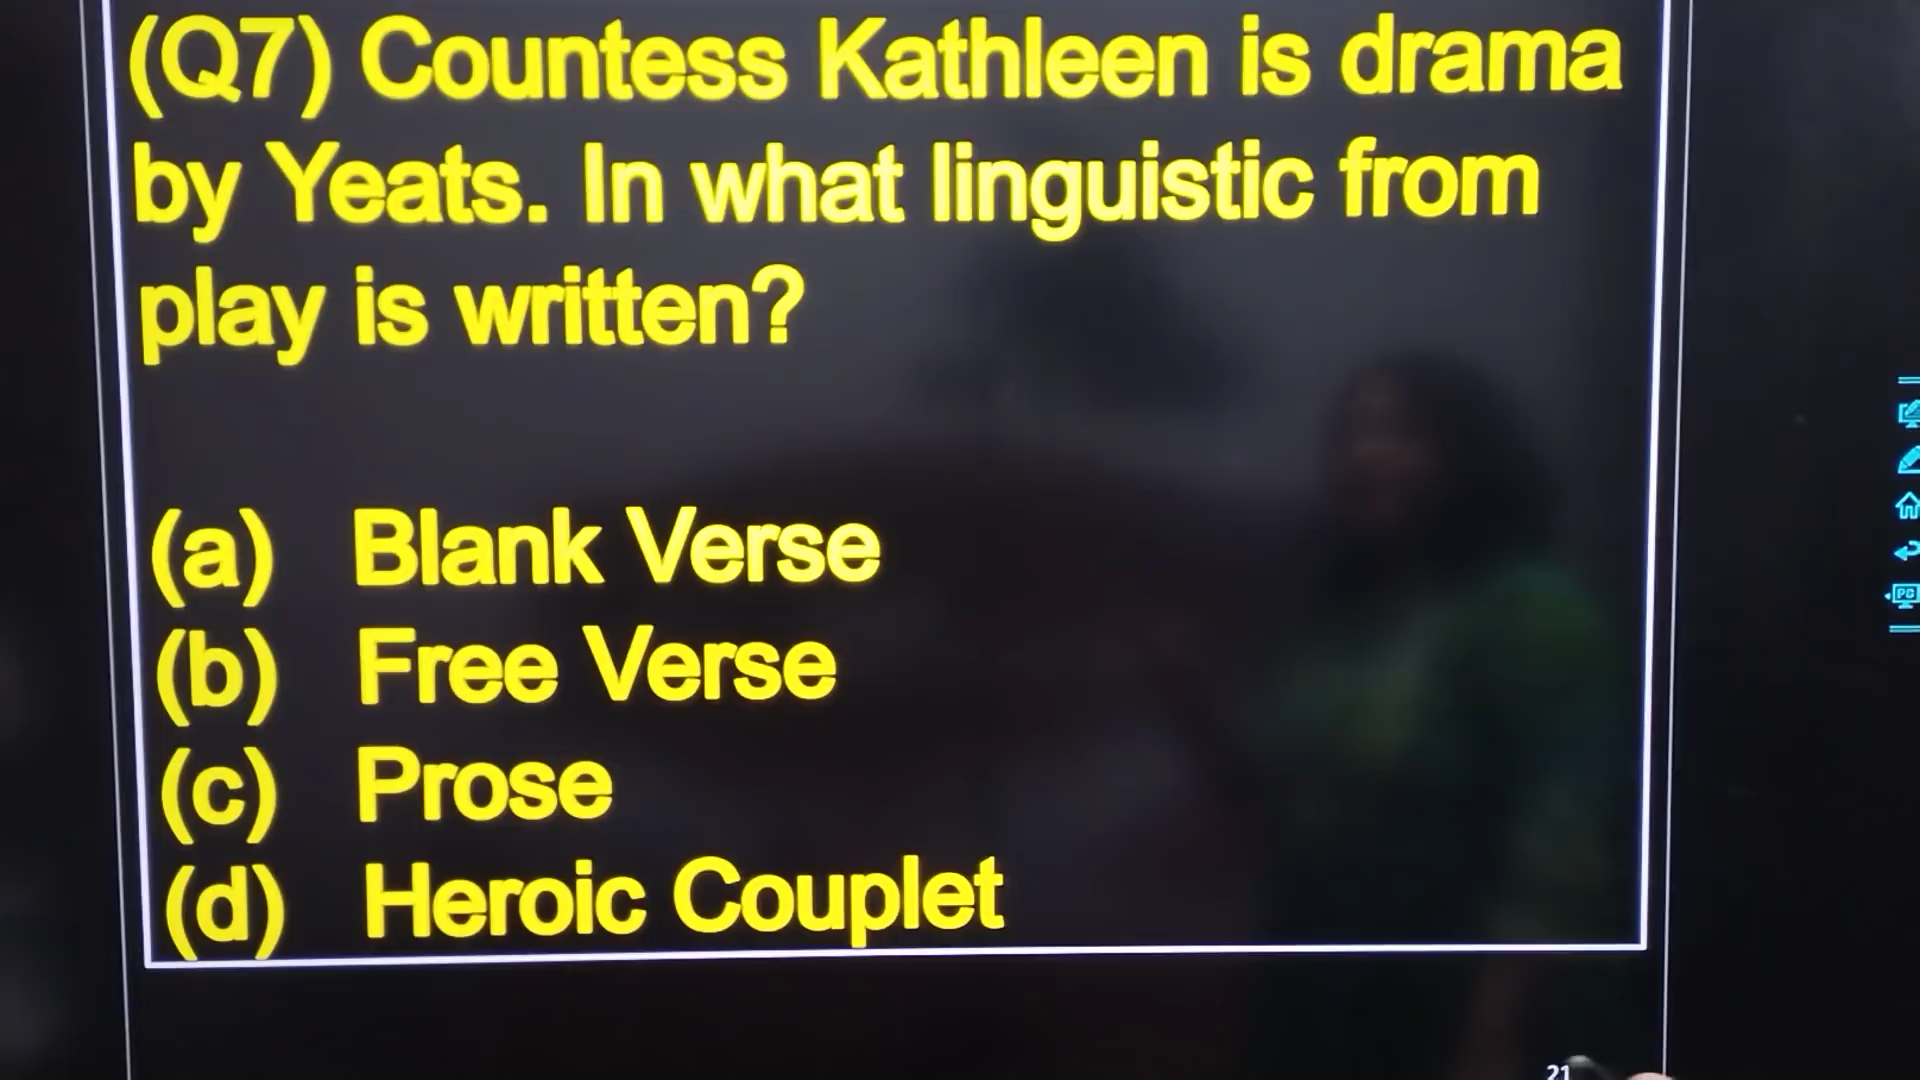 (Q7) Countess Kathleen is drama
by Yeats. In what linguistic from
play is written?
(a) Blank Verse
(b) Free Verse
(c) Prose
(d) Heroic Couplet
PC
21